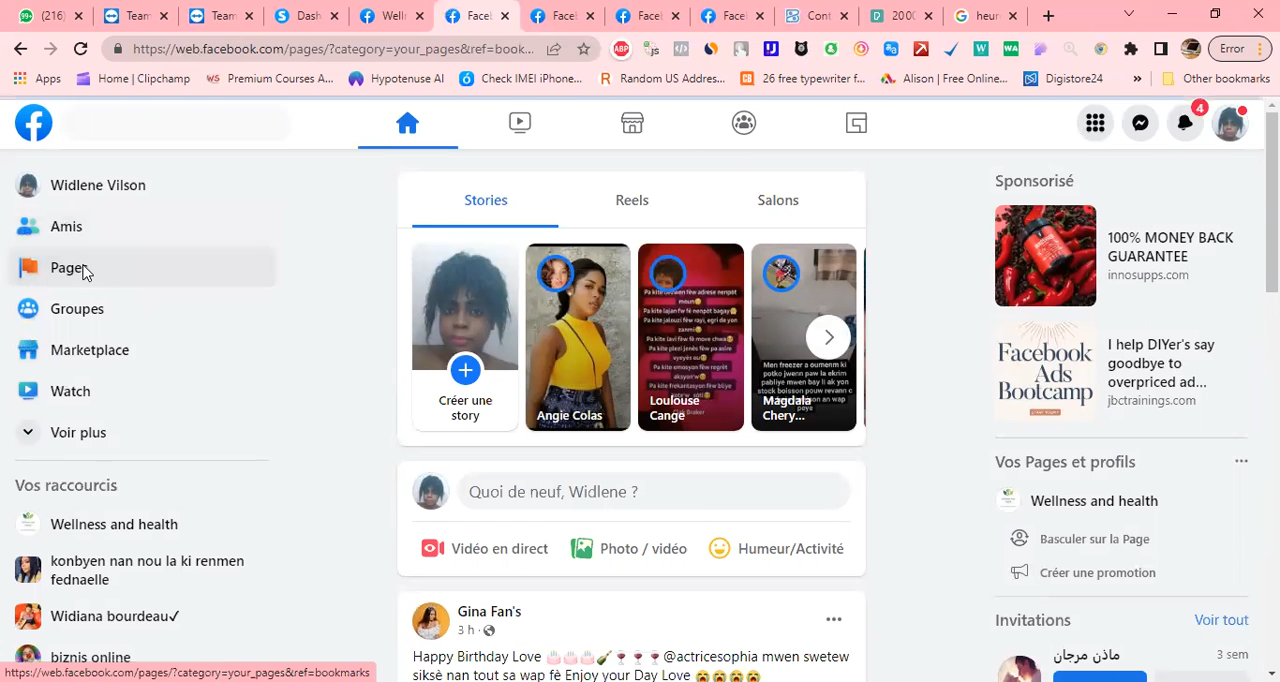 (216)
Team
Team
Dash
Welln
Face
Face
Face
Face
Cont
20 00
heur
https://web.facebook.com/pages/?category=your_pages&ref=book...
Error
Apps
Home | Clipchamp
Premium Courses A...
Hypotenuse AI
Check IMEI iPhone...
Random US Addres...
26 free typewriter f...
Alison | Free Online...
Digistore24
»
Other bookmarks
4
Widlene Vilson
Amis
Pages
Groupes
Marketplace
Watch
Voir plus
Vos raccourcis
Wellness and health
konbyen nan nou la ki renmen
fednaelle
Widiana bourdeau✓
biznis online
https://web.facebook.com/pages/?category=your_pages&ref=bookmarks
Stories
Reels
Salons
Créer une
story
Angie Colas
Loulouse
Cangé
Magdala
Chery...
Quoi de neuf, Widlene ?
Vidéo en direct
Photo / vidéo
Humeur/Activité
Gina Fan's
3 h ·
Happy Birthday Love 🎂🎂🎂🍾🍷🍷🍷@actricesophia mwen swetew
siksè nan tout sa wap fè Enjoy your Day Love 😭😭😭😭
Sponsorisé
100% MONEY BACK
GUARANTEE
innosupps.com
Facebook
Ads
Bootcamp
I help DIYer's say
goodbye to
overpriced ad...
jbctrainings.com
Vos Pages et profils
Wellness and health
Basculer sur la Page
Créer une promotion
Invitations
Voir tout
ماذن مرجان
3 sem